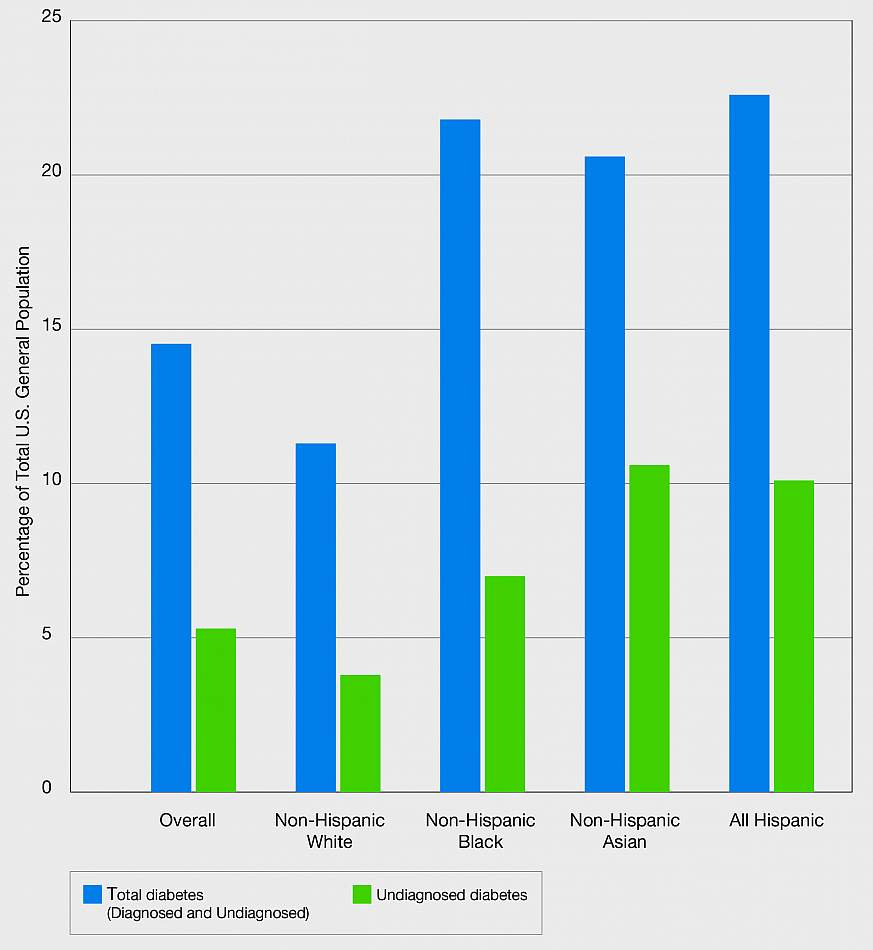 25
20
15
10
5
0
Percentage of Total U.S. General Population
Overall
Non-Hispanic
White
Non-Hispanic
Black
Non-Hispanic
Asian
All Hispanic
Total diabetes
(Diagnosed and Undiagnosed)
Undiagnosed diabetes